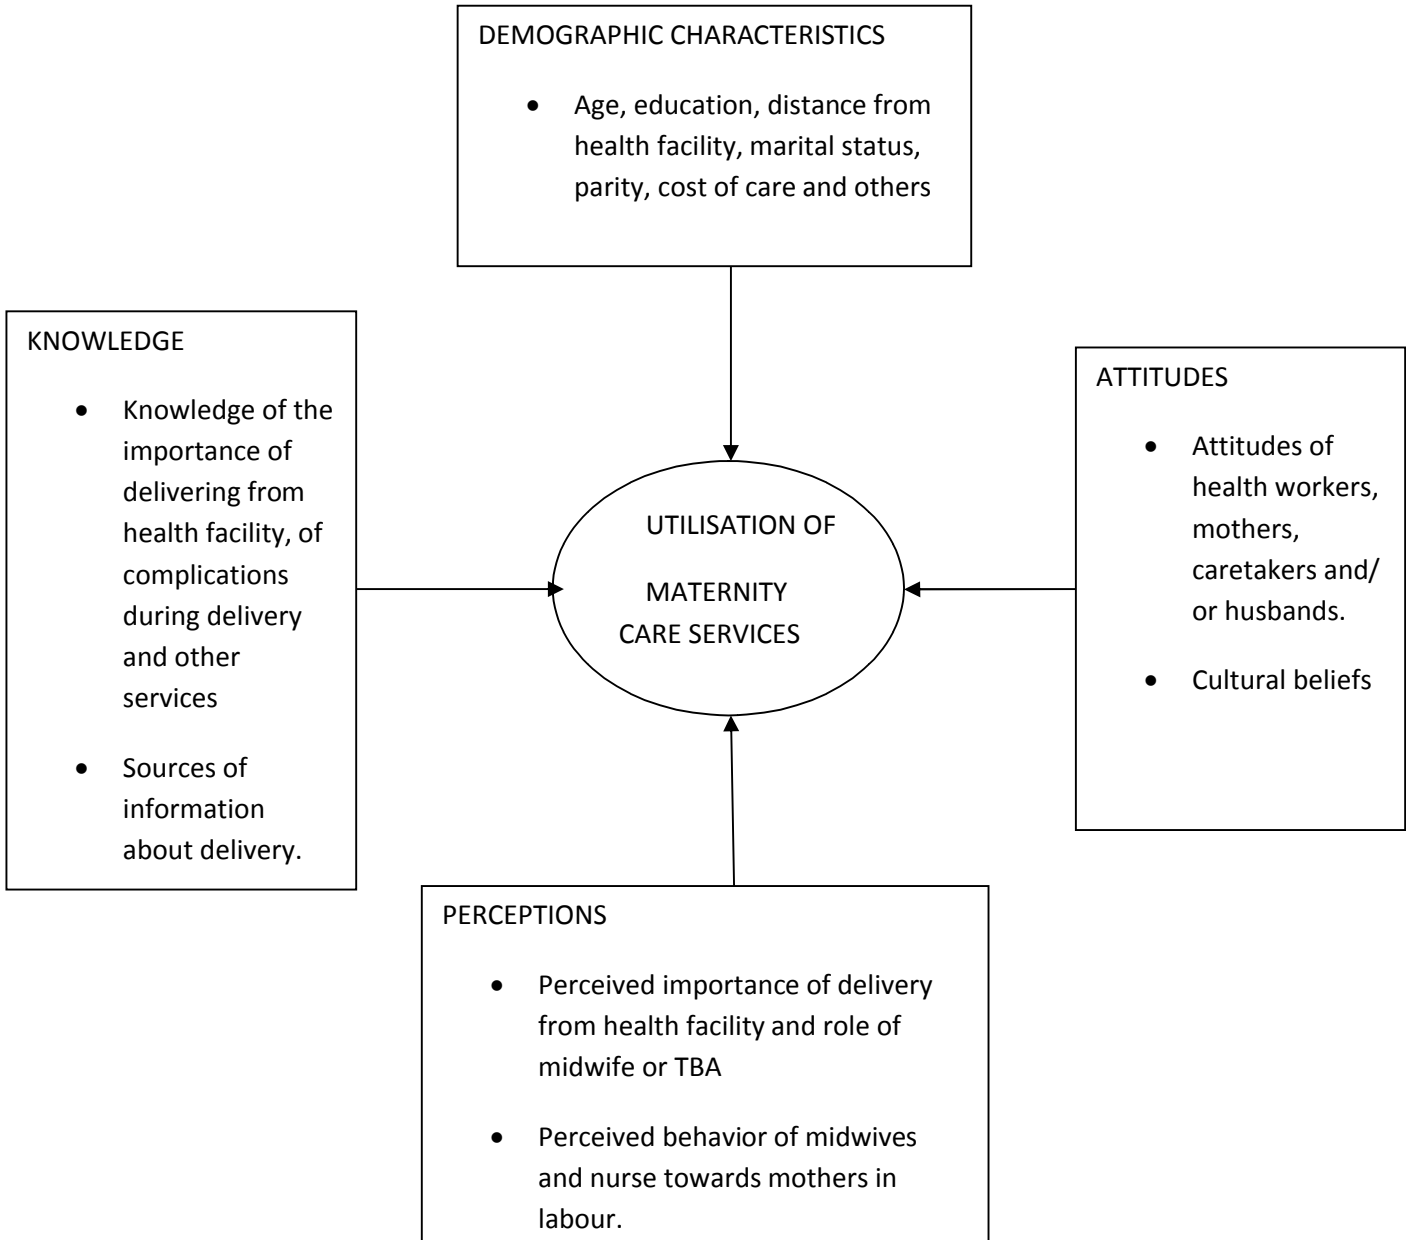 DEMOGRAPHIC CHARACTERISTICS
• Age, education, distance from
health facility, marital status,
parity, cost of care and others
KNOWLEDGE
• Knowledge of the
importance of
delivering from
health facility, of
complications
during delivery
and other
services
• Sources of
information
about delivery.
UTILISATION OF
MATERNITY
CARE SERVICES
ATTITUDES
• Attitudes of
health workers,
mothers,
caretakers and/
or husbands.
• Cultural beliefs
PERCEPTIONS
• Perceived importance of delivery
from health facility and role of
midwife or TBA
• Perceived behavior of midwives
and nurse towards mothers in
labour.